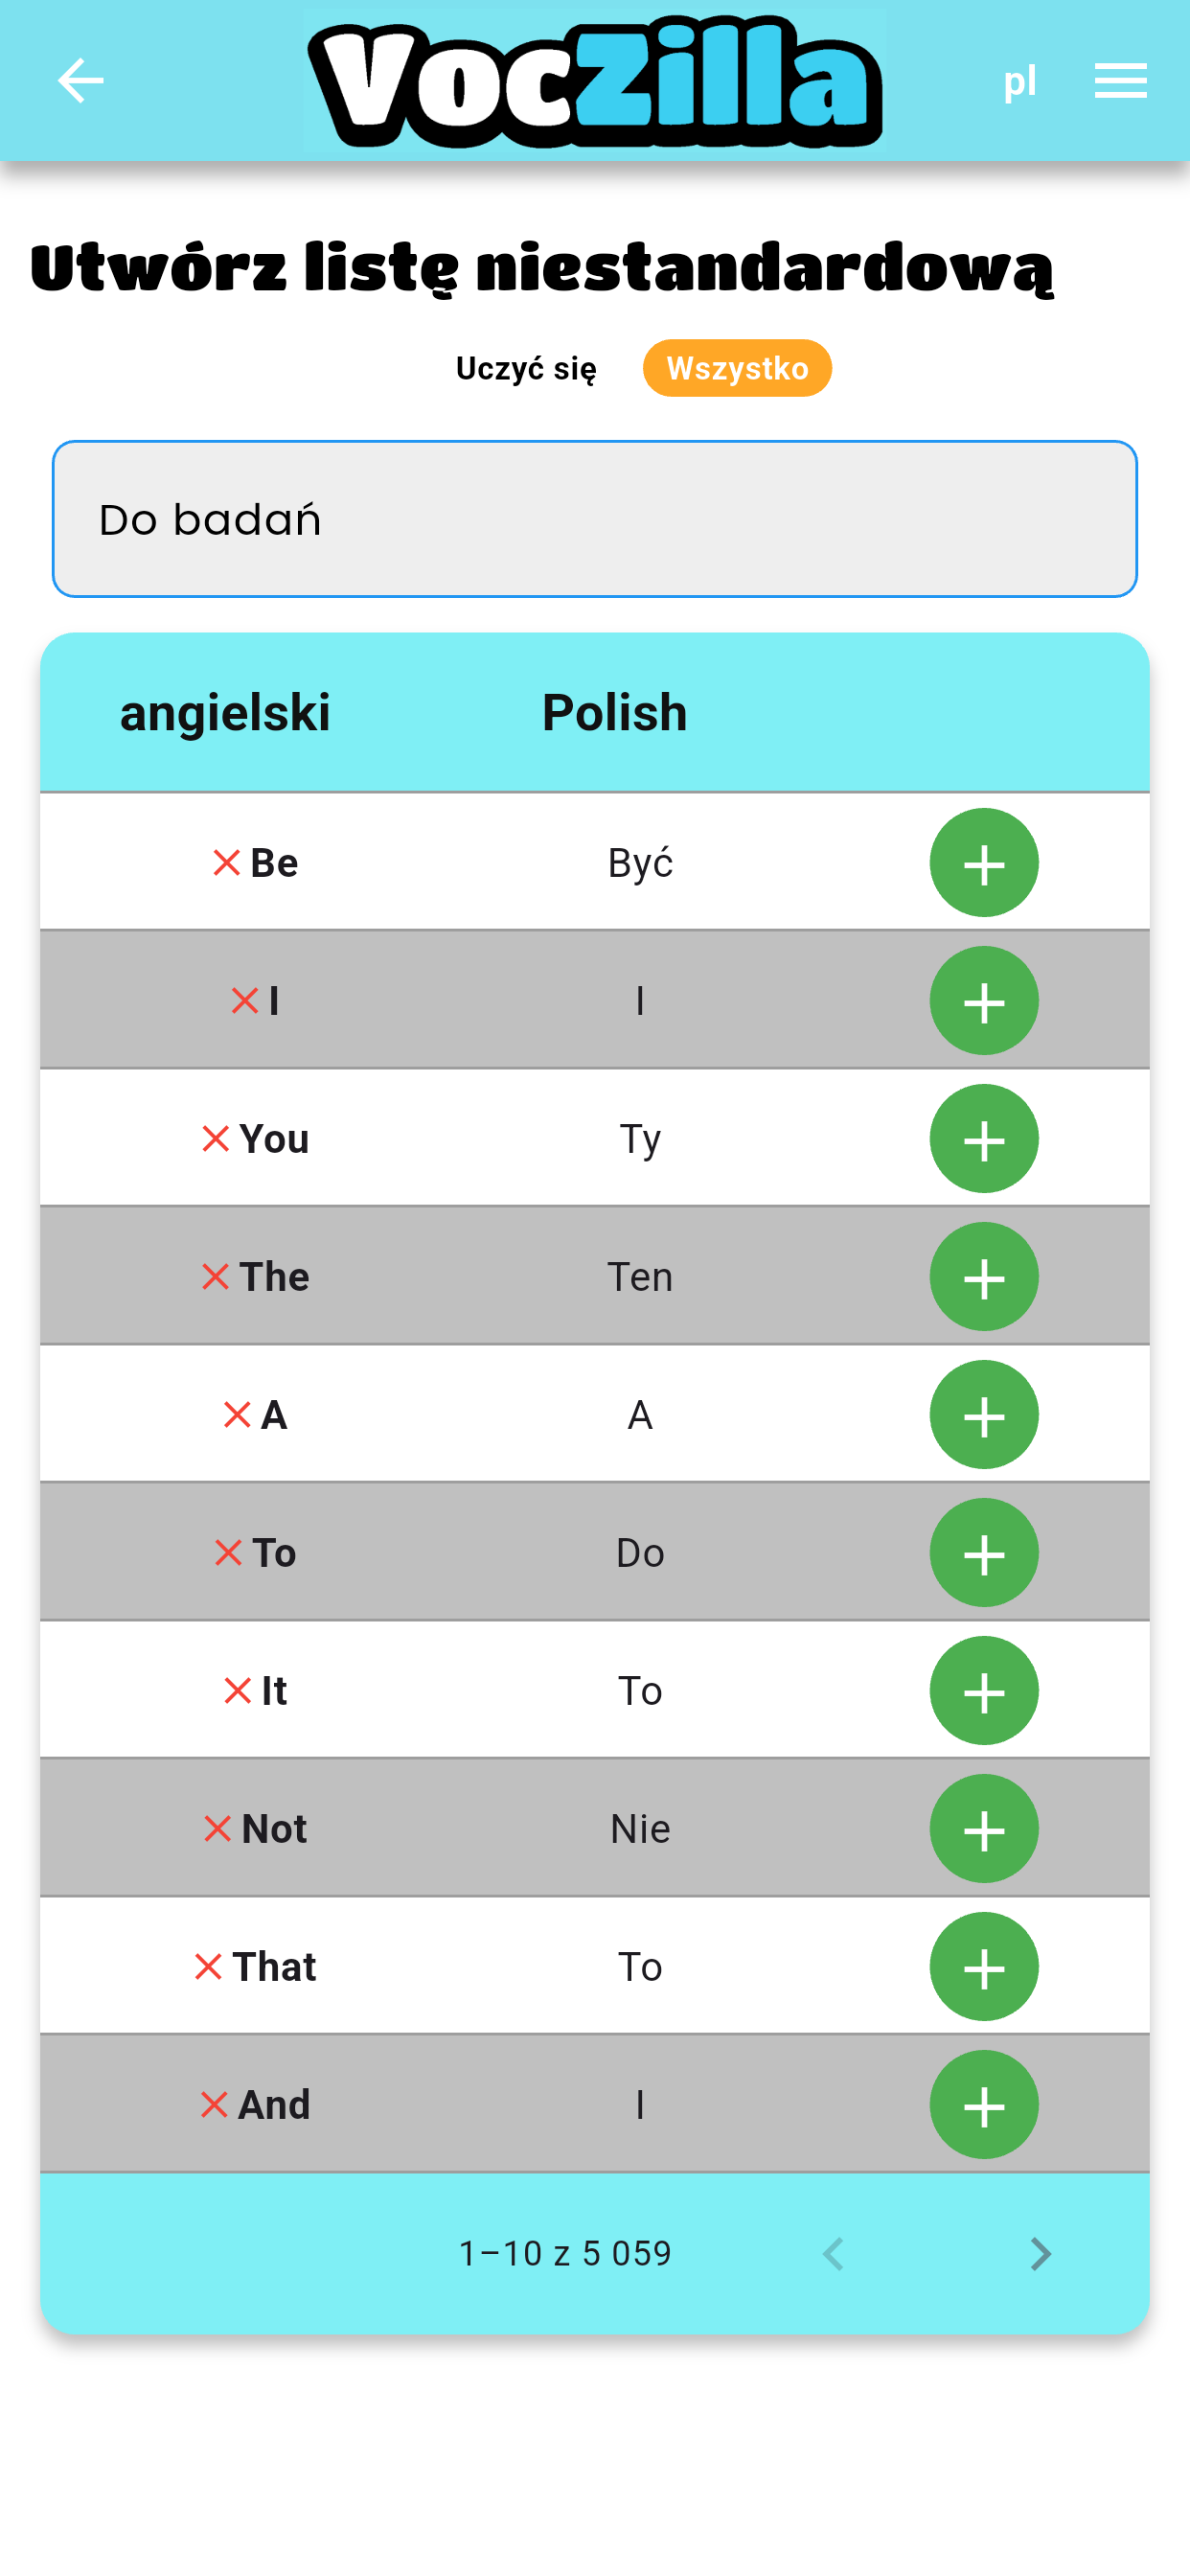 VocZilla
pl
Utwórz listę niestandardową
Uczyć się
Wszystko
Do badań
angielski Polish
Be Być
I I
You Ty
The Ten
A A
To Do
It To
Not Nie
That To
And I
1–10 z 5 059